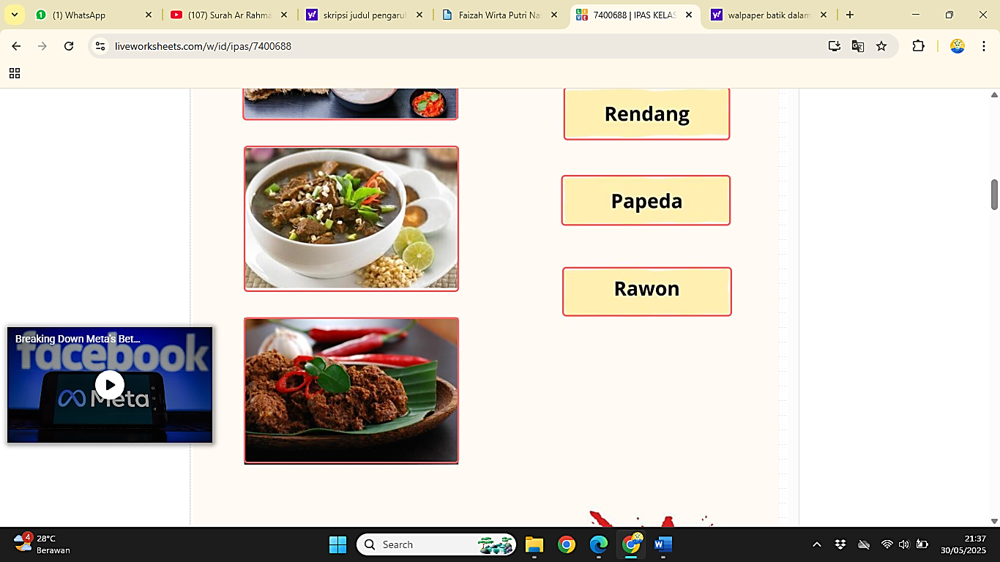 (1) WhatsApp
(107) Surah Ar Rahma
skripsi judul pengaruh
Faizah Wirta Putri Na
7400688 | IPAS KELAS
walpaper batik dalam
liveworksheets.com/w/id/ipas/7400688
Rendang
Papeda
Rawon
Breaking Down Meta's Bet...
facebook
Meta
4
28°C
Berawan
Search
21:37
30/05/2025